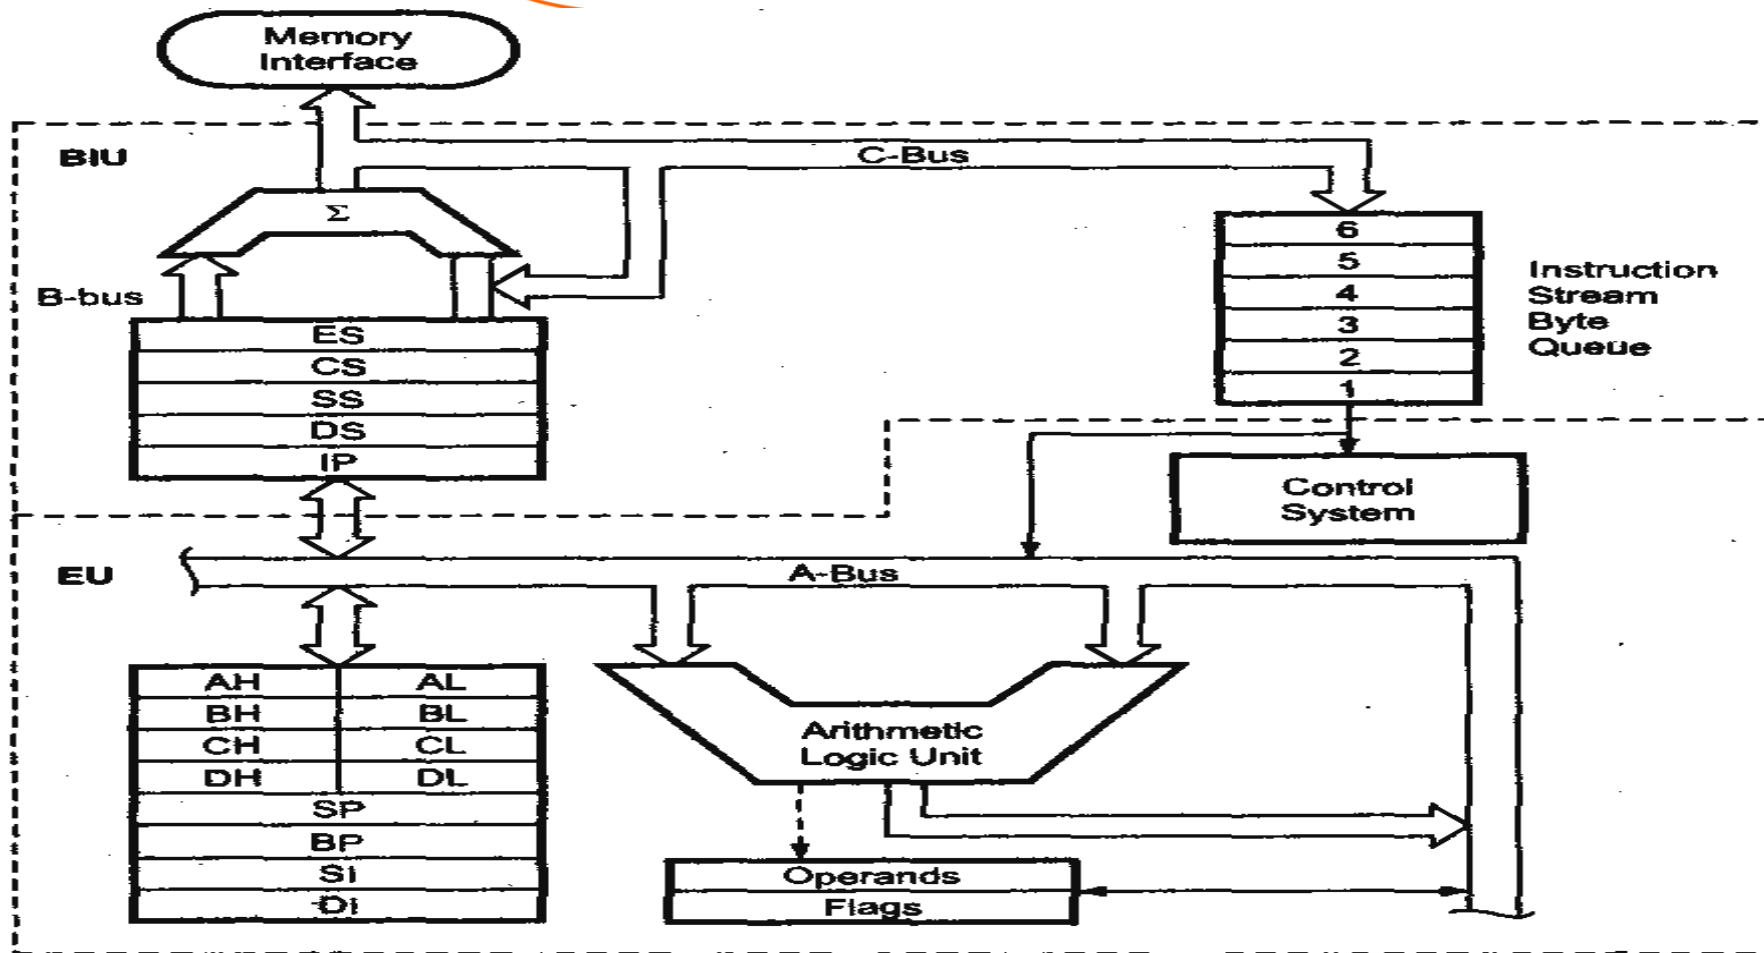 Memory
Interface
BIU
C-Bus
Σ
B-bus
ES
CS
SS
DS
IP
6
5
4
3
2
1
Instruction
Stream
Byte
Queue
Control
System
EU
A-Bus
AH AL
BH BL
CH CL
DH DL
SP
BP
SI
DI
Arithmetic
Logic Unit
Operands
Flags